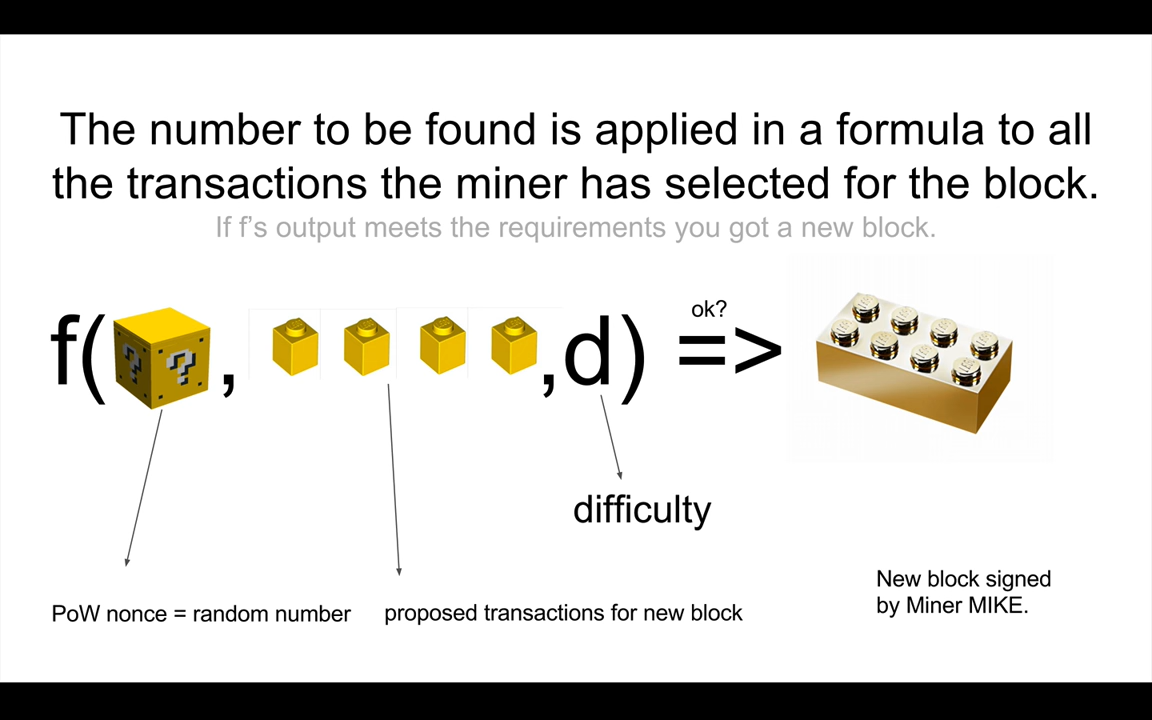 The number to be found is applied in a formula to all
the transactions the miner has selected for the block.
If f's output meets the requirements you got a new block.
f( ? ? , ,d) ok? =>
difficulty
PoW nonce = random number
proposed transactions for new block
New block signed
by Miner MIKE.